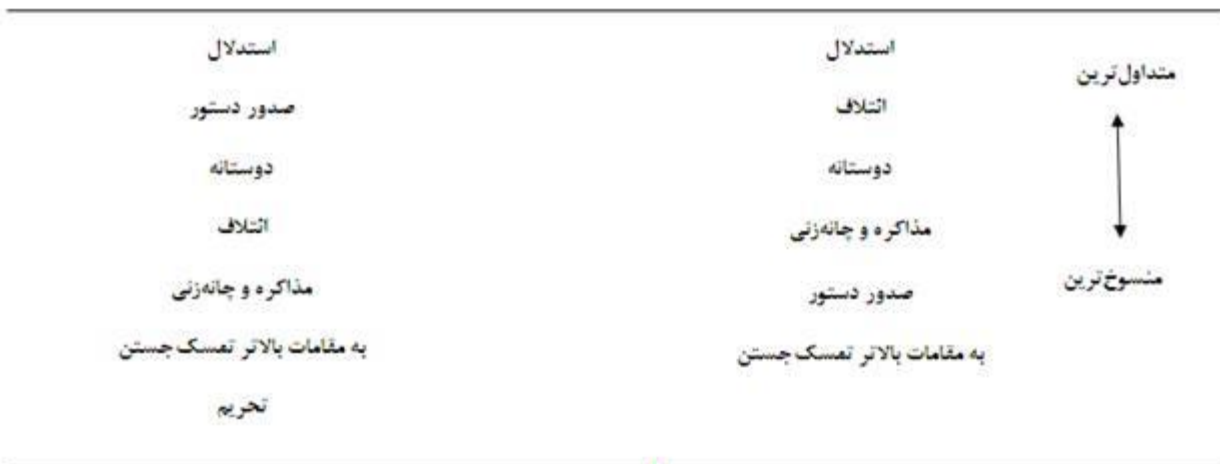 متداول‌ترین
منسوخ‌ترین
استدلال
ائتلاف
دوستانه
مذاکره و چانه‌زنی
صدور دستور
به مقامات بالاتر تمسک جستن
استدلال
صدور دستور
دوستانه
ائتلاف
مذاکره و چانه‌زنی
به مقامات بالاتر تمسک جستن
تحریم